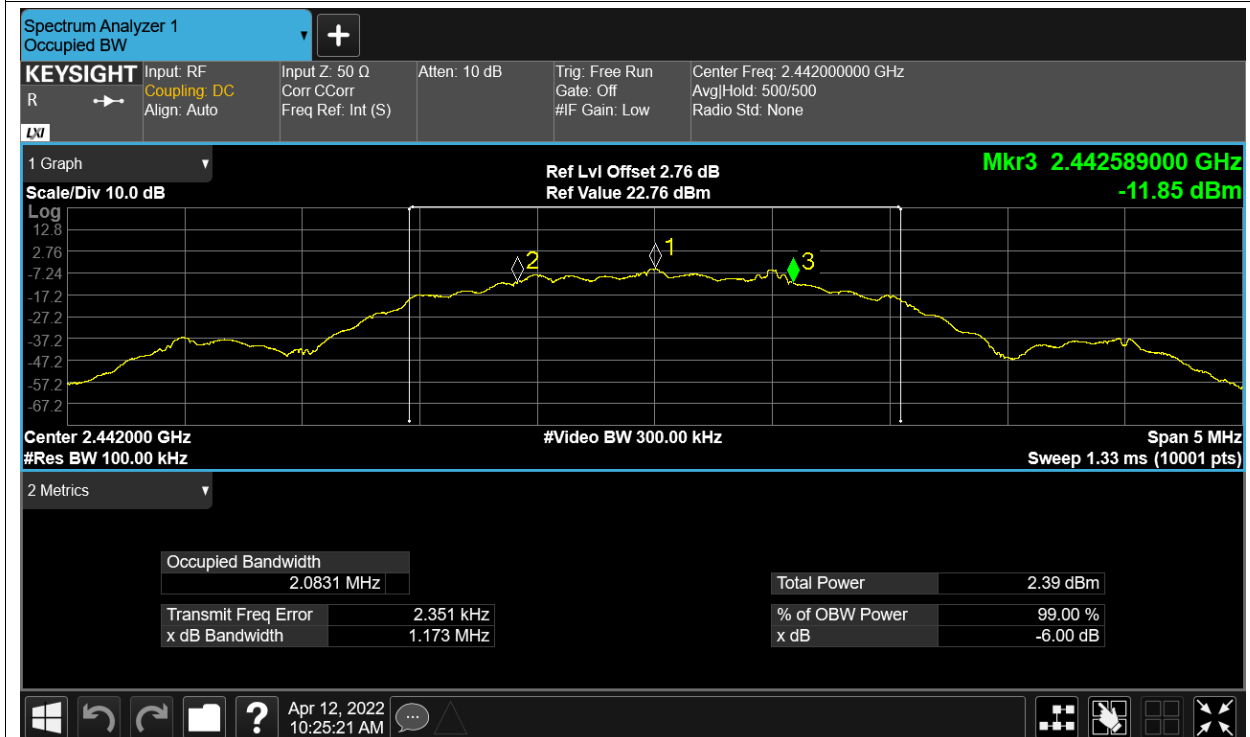 Spectrum Analyzer 1
Occupied BW
+
KEYSIGHT
R
LXI
Input: RF
Coupling: DC
Align: Auto
Input Z: 50 Ω
Corr CCorr
Freq Ref: Int (S)
Atten: 10 dB
Trig: Free Run
Gate: Off
#IF Gain: Low
Center Freq: 2.442000000 GHz
Avg|Hold: 500/500
Radio Std: None
1 Graph
Scale/Div 10.0 dB
Ref Lvl Offset 2.76 dB
Ref Value 22.76 dBm
Mkr3 2.442589000 GHz
-11.85 dBm
Log
12.8
2.76
-7.24
-17.2
-27.2
-37.2
-47.2
-57.2
-67.2
2
1
3
Center 2.442000 GHz
#Res BW 100.00 kHz
#Video BW 300.00 kHz
Span 5 MHz
Sweep 1.33 ms (10001 pts)
2 Metrics
Occupied Bandwidth
2.0831 MHz
Transmit Freq Error 2.351 kHz
x dB Bandwidth 1.173 MHz
Total Power 2.39 dBm
% of OBW Power 99.00 %
x dB -6.00 dB
?
Apr 12, 2022
10:25:21 AM